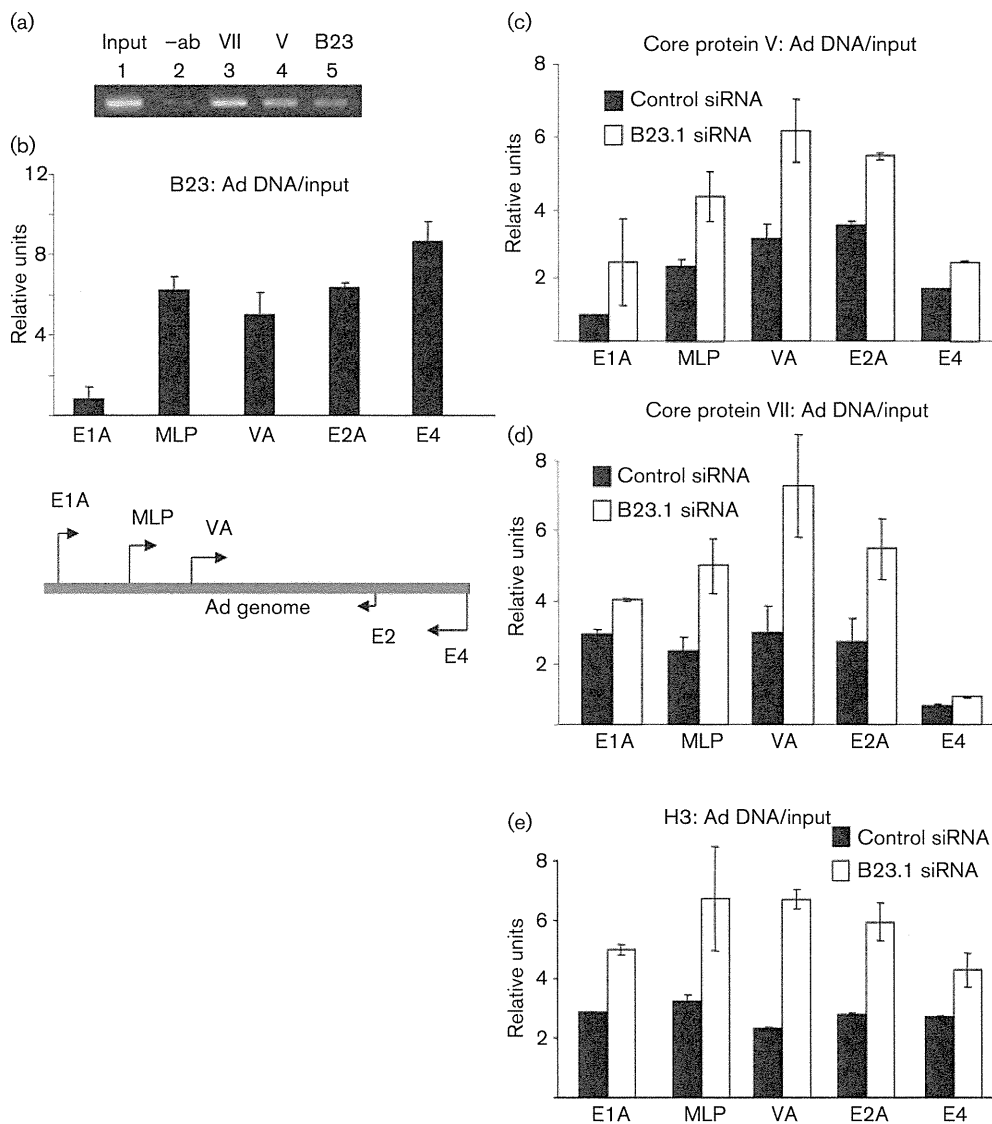 (a)
Input –ab VII V B23
1 2 3 4 5
(b)
B23: Ad DNA/input
Relative units
12
8
4
E1A MLP VA E2A E4
E1A
MLP
VA
Ad genome
E2
E4
(c)
Core protein V: Ad DNA/input
Relative units
8
6
4
2
Control siRNA
B23.1 siRNA
E1A MLP VA E2A E4
(d)
Core protein VII: Ad DNA/input
Relative units
8
4
2
Control siRNA
B23.1 siRNA
E1A MLP VA E2A E4
(e)
H3: Ad DNA/input
Relative units
8
6
4
2
Control siRNA
B23.1 siRNA
E1A MLP VA E2A E4